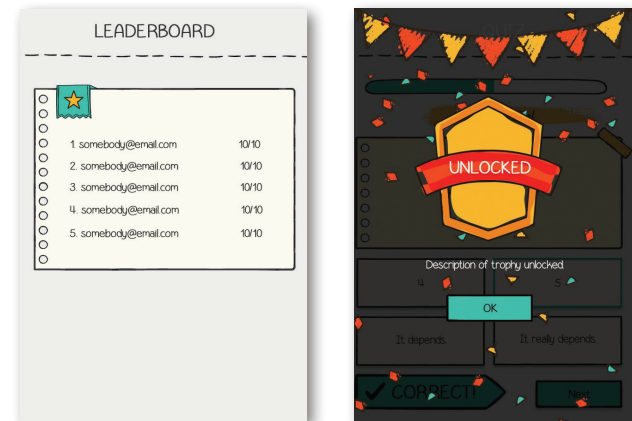 LEADERBOARD
1. somebody@email.com 10/10
2. somebody@email.com 10/10
3. somebody@email.com 10/10
4. somebody@email.com 10/10
5. somebody@email.com 10/10
QUIZ
UNLOCKED
Description of trophy unlocked.
4 5
OK
It depends. It really depends.
CORRECT! Next